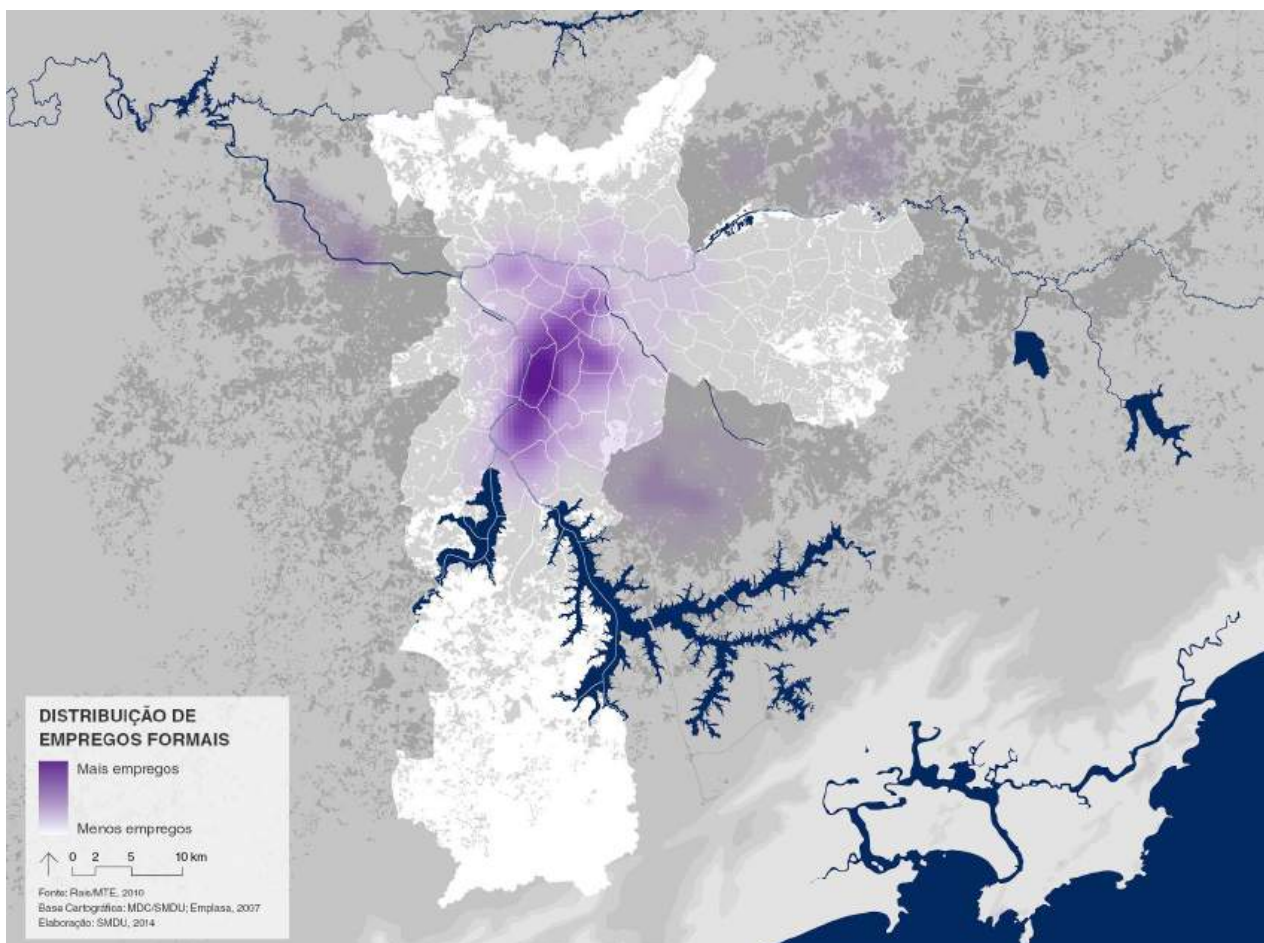 DISTRIBUIÇÃO DE
EMPREGOS FORMAIS
Mais empregos
Menos empregos
0 2 5 10 km
Fonte: Rais/MTE, 2010
Base Cartográfica: MDC/SMDU; Emplasa, 2007
Elaboração: SMDU, 2014